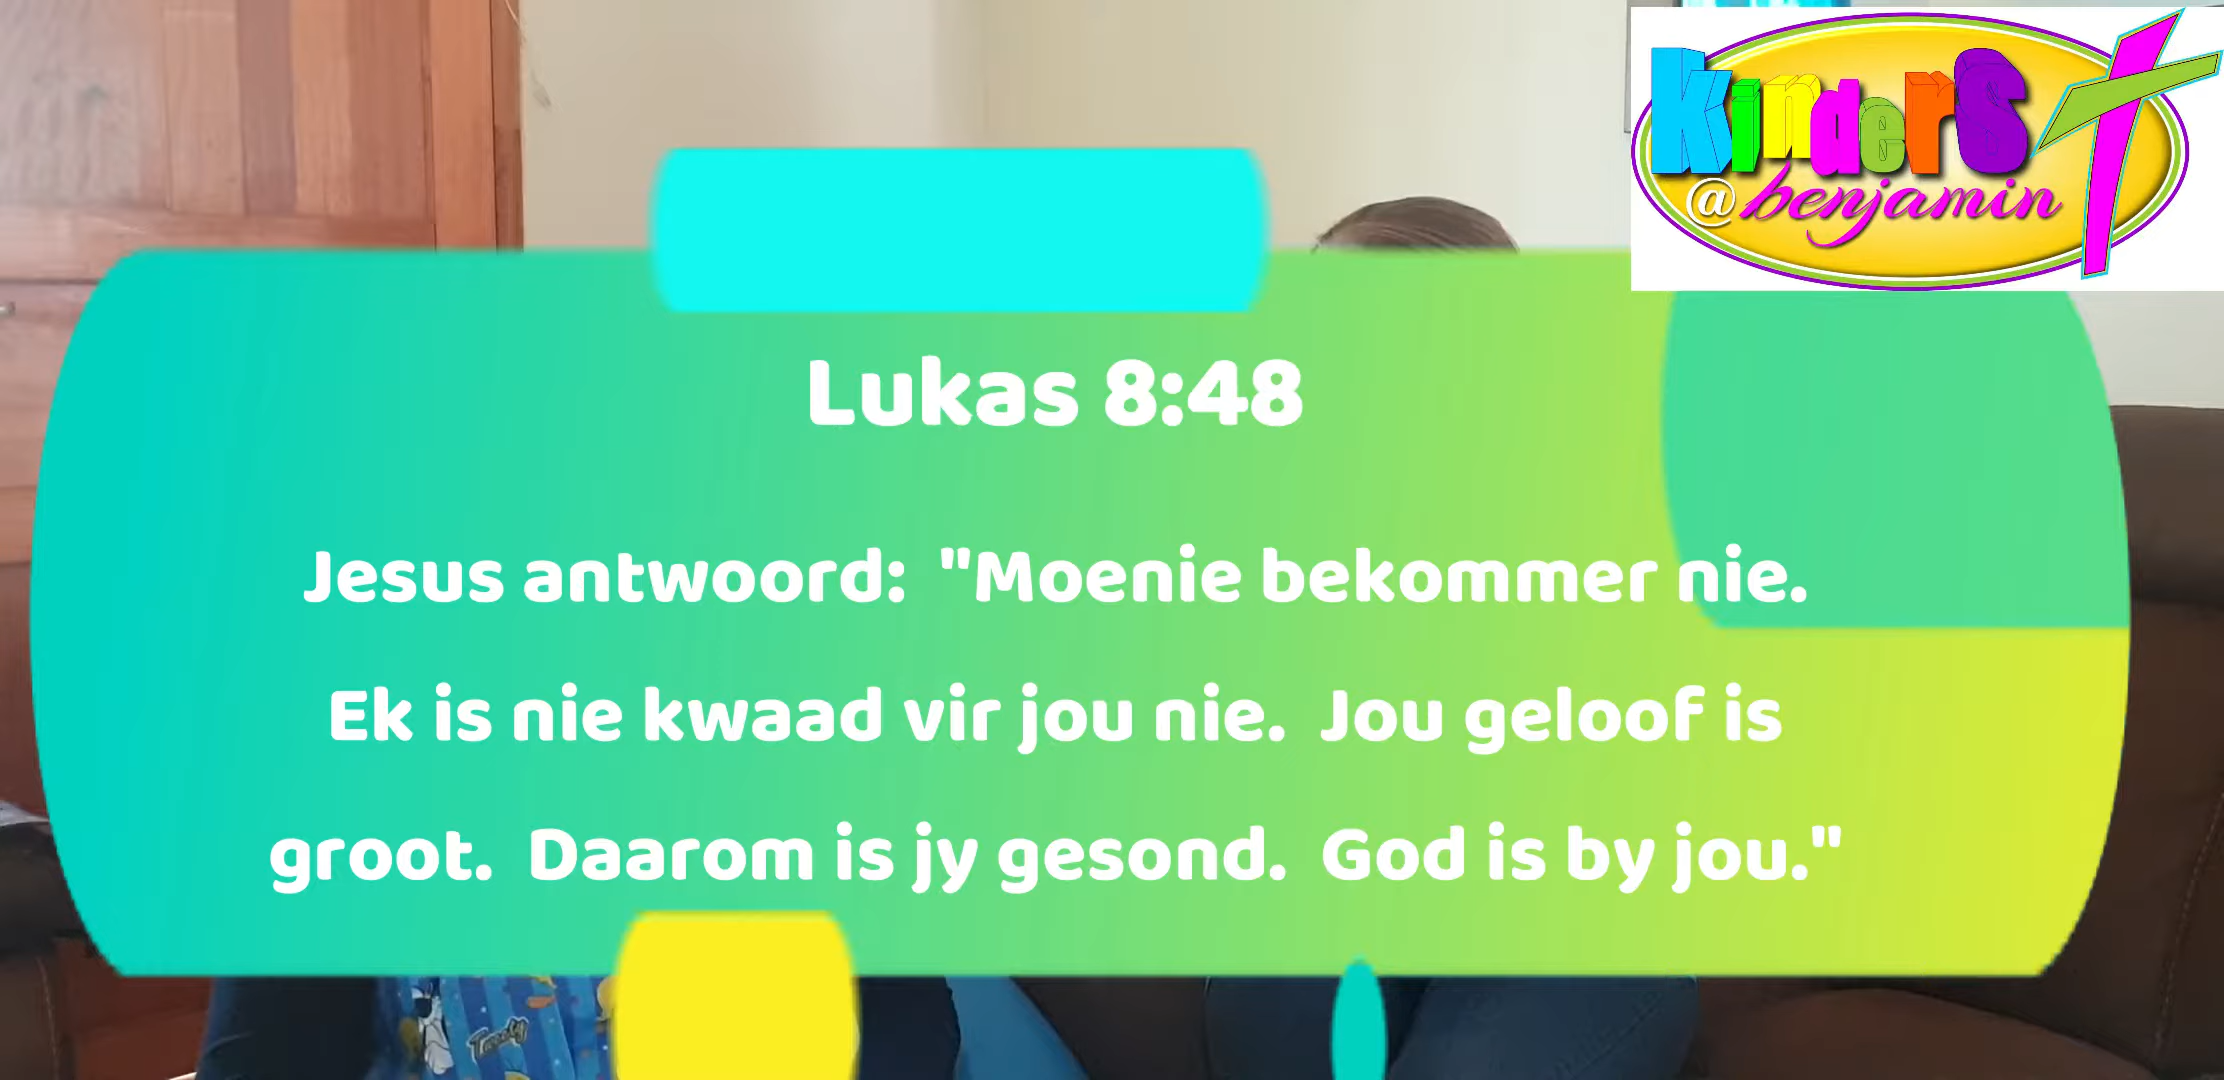 Kinders
@benjamin
Lukas 8:48
Jesus antwoord: "Moenie bekommer nie.
Ek is nie kwaad vir jou nie. Jou geloof is
groot. Daarom is jy gesond. God is by jou."
Tweety